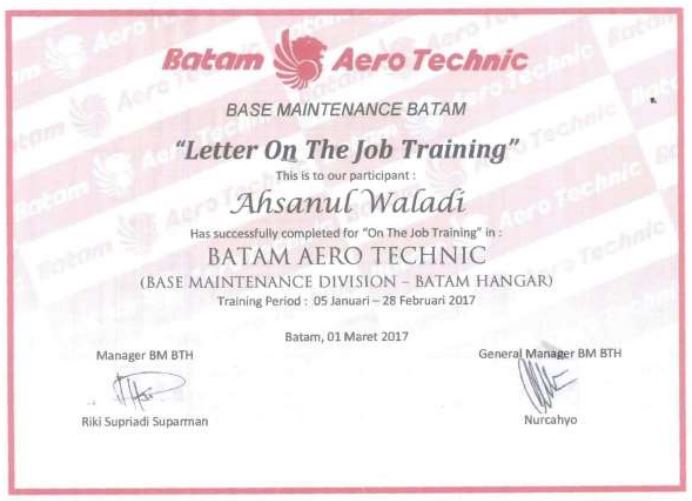 Batam Aero Technic
BASE MAINTENANCE BATAM
"Letter On The Job Training"
This is to our participant :
Ahsanul Waladi
Has successfully completed for "On The Job Training" in :
BATAM AERO TECHNIC
(BASE MAINTENANCE DIVISION – BATAM HANGAR)
Training Period : 05 Januari – 28 Februari 2017
Batam, 01 Maret 2017
Manager BM BTH
General Manager BM BTH
Riki Supriadi Suparman
Nurcahyo